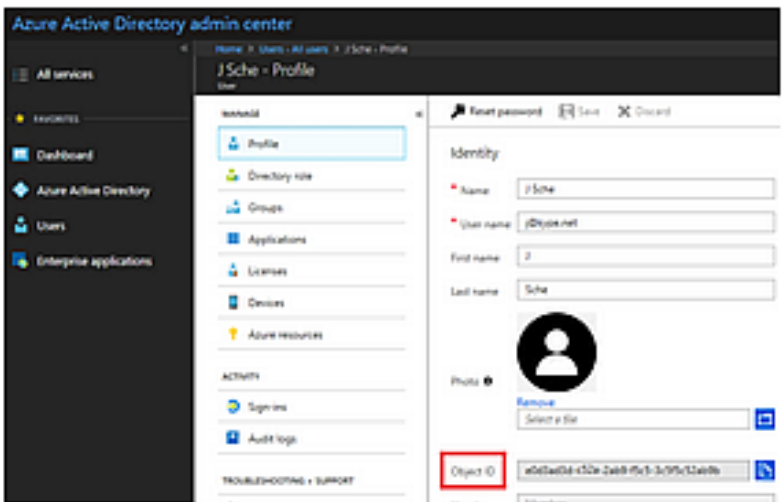 Azure Active Directory admin center
Home > Users - All users > J Sche - Profile
All services
J Sche - Profile
User
FAVORITES
Dashboard
Azure Active Directory
Users
Enterprise applications
Profile
Directory role
Groups
Applications
Licenses
Devices
Azure resources
ACTIVITY
Sign-ins
Audit logs
TROUBLESHOOTING + SUPPORT
Reset password Save Discard
Identity
* Name J Sche
* User name
First name J
Last name Sche
Photo
Remove
Select a file
Object ID